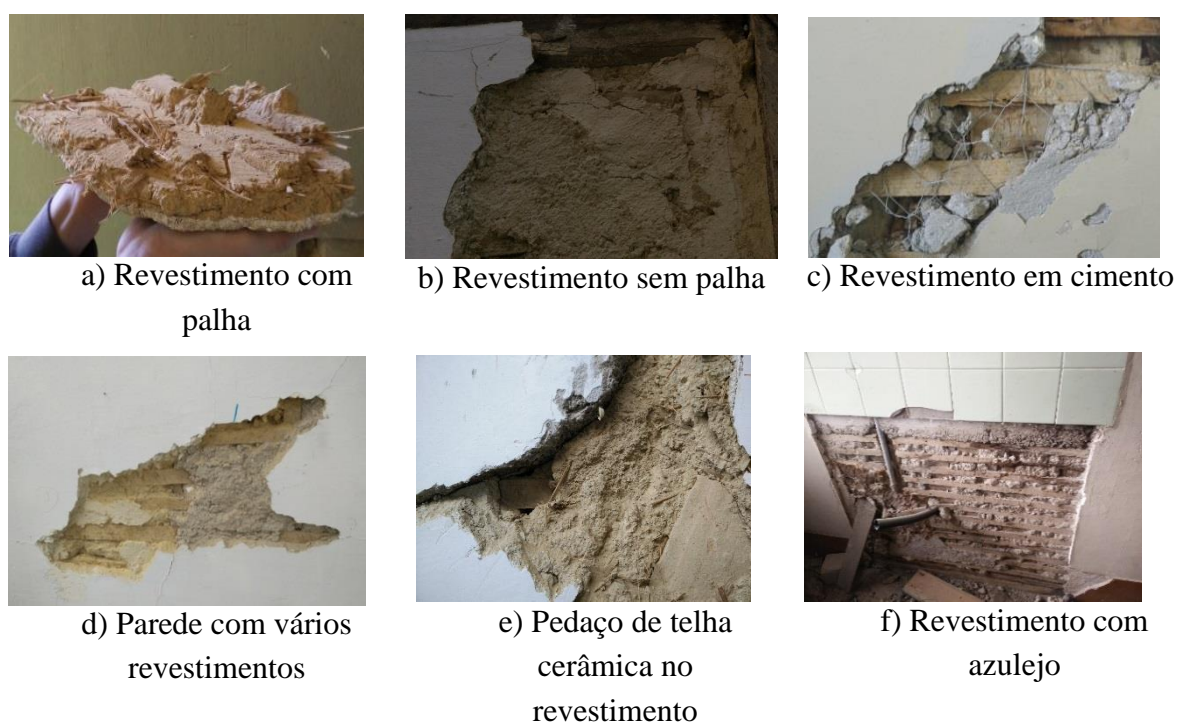 a) Revestimento com
palha
b) Revestimento sem palha
c) Revestimento em cimento
d) Parede com vários
revestimentos
e) Pedaço de telha
cerâmica no
revestimento
f) Revestimento com
azulejo